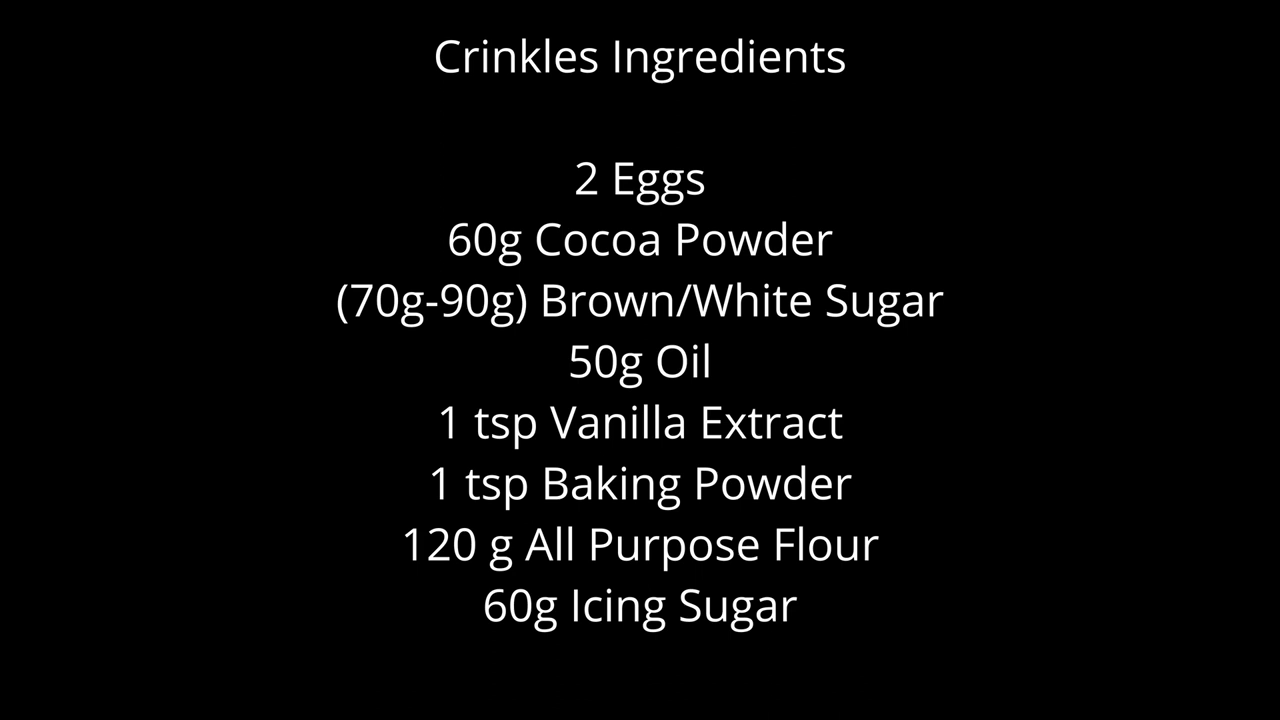 Crinkles Ingredients
2 Eggs
60g Cocoa Powder
(70g-90g) Brown/White Sugar
50g Oil
1 tsp Vanilla Extract
1 tsp Baking Powder
120 g All Purpose Flour
60g Icing Sugar